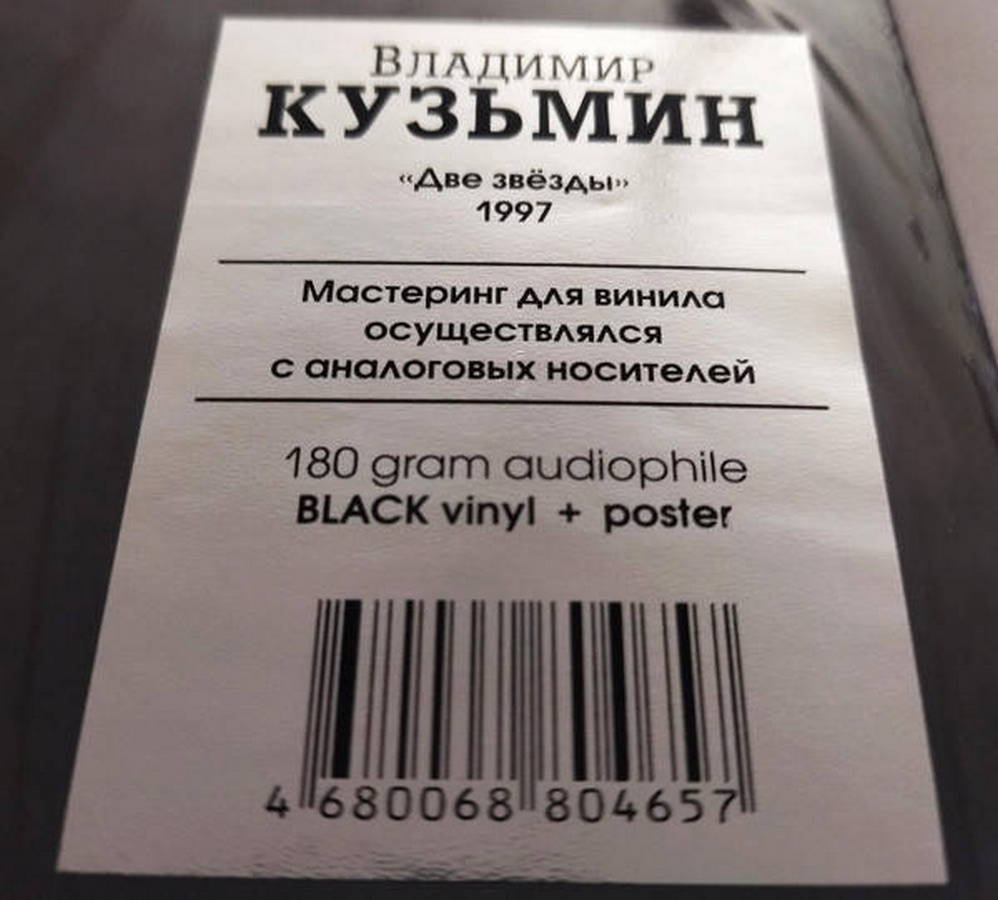 Владимир
КУЗЬМИН
«Две звёзды»
1997
Мастеринг для винила
осуществлялся
с аналоговых носителей
180 gram audiophile
BLACK vinyl + poster
4 680068 804657